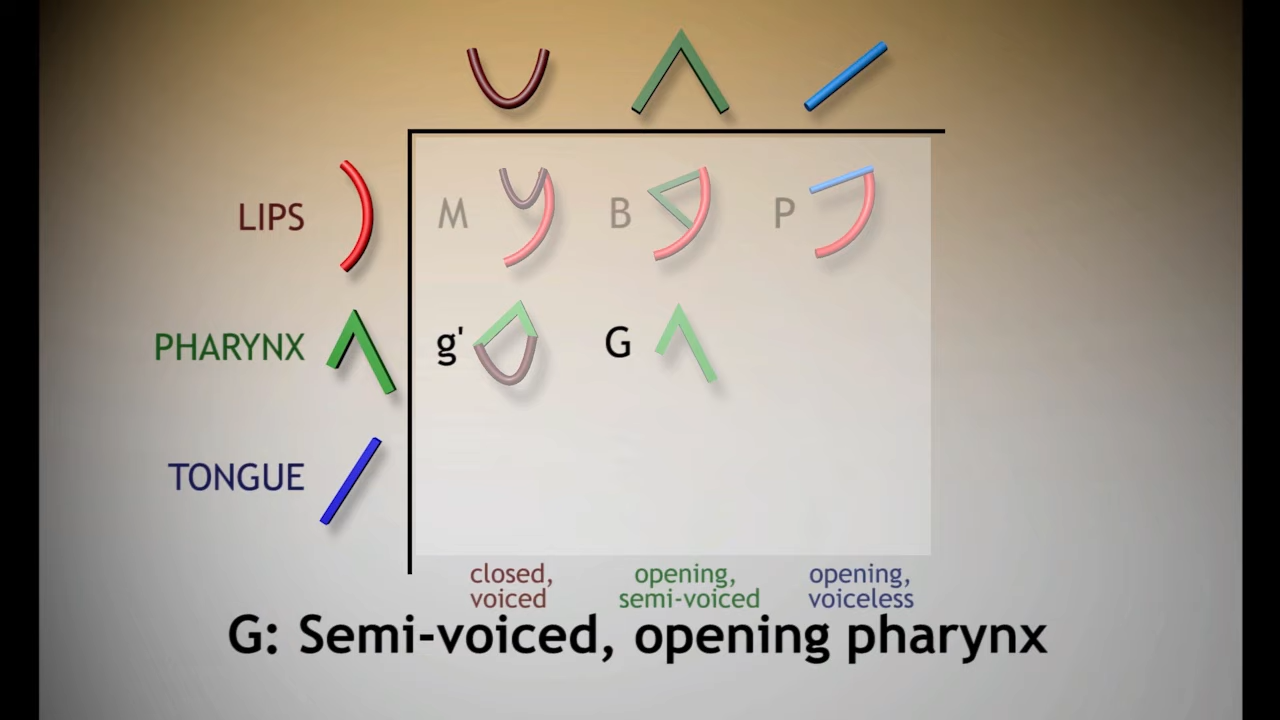 LIPS M B P
PHARYNX g' G
TONGUE
closed, voiced
opening, semi-voiced
opening, voiceless
G: Semi-voiced, opening pharynx